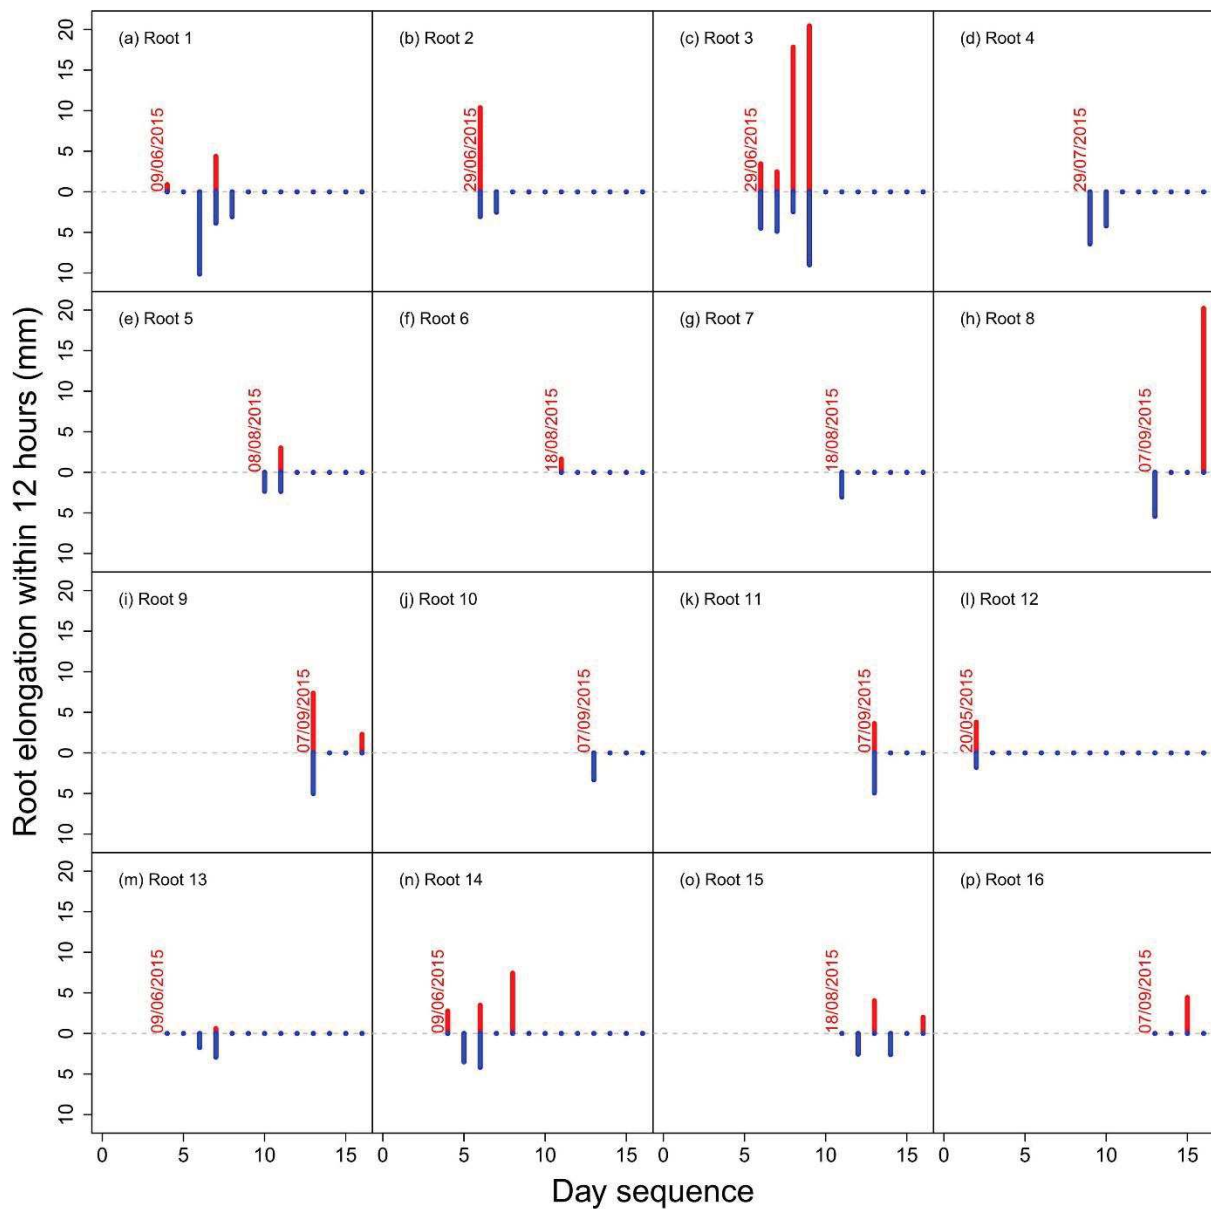 Root elongation within 12 hours (mm)
(a) Root 1
(b) Root 2
(c) Root 3
(d) Root 4
20
15
10
5
0
5
10
09/06/2015
29/06/2015
29/06/2015
29/07/2015
(e) Root 5
(f) Root 6
(g) Root 7
(h) Root 8
20
15
10
5
0
5
10
08/08/2015
18/08/2015
18/08/2015
07/09/2015
(i) Root 9
(j) Root 10
(k) Root 11
(l) Root 12
20
15
10
5
0
5
10
07/09/2015
07/09/2015
07/09/2015
20/05/2015
(m) Root 13
(n) Root 14
(o) Root 15
(p) Root 16
20
15
10
5
0
5
10
09/06/2015
09/06/2015
18/08/2015
07/09/2015
0 5 10 15
0 5 10 15
0 5 10 15
0 5 10 15
Day sequence